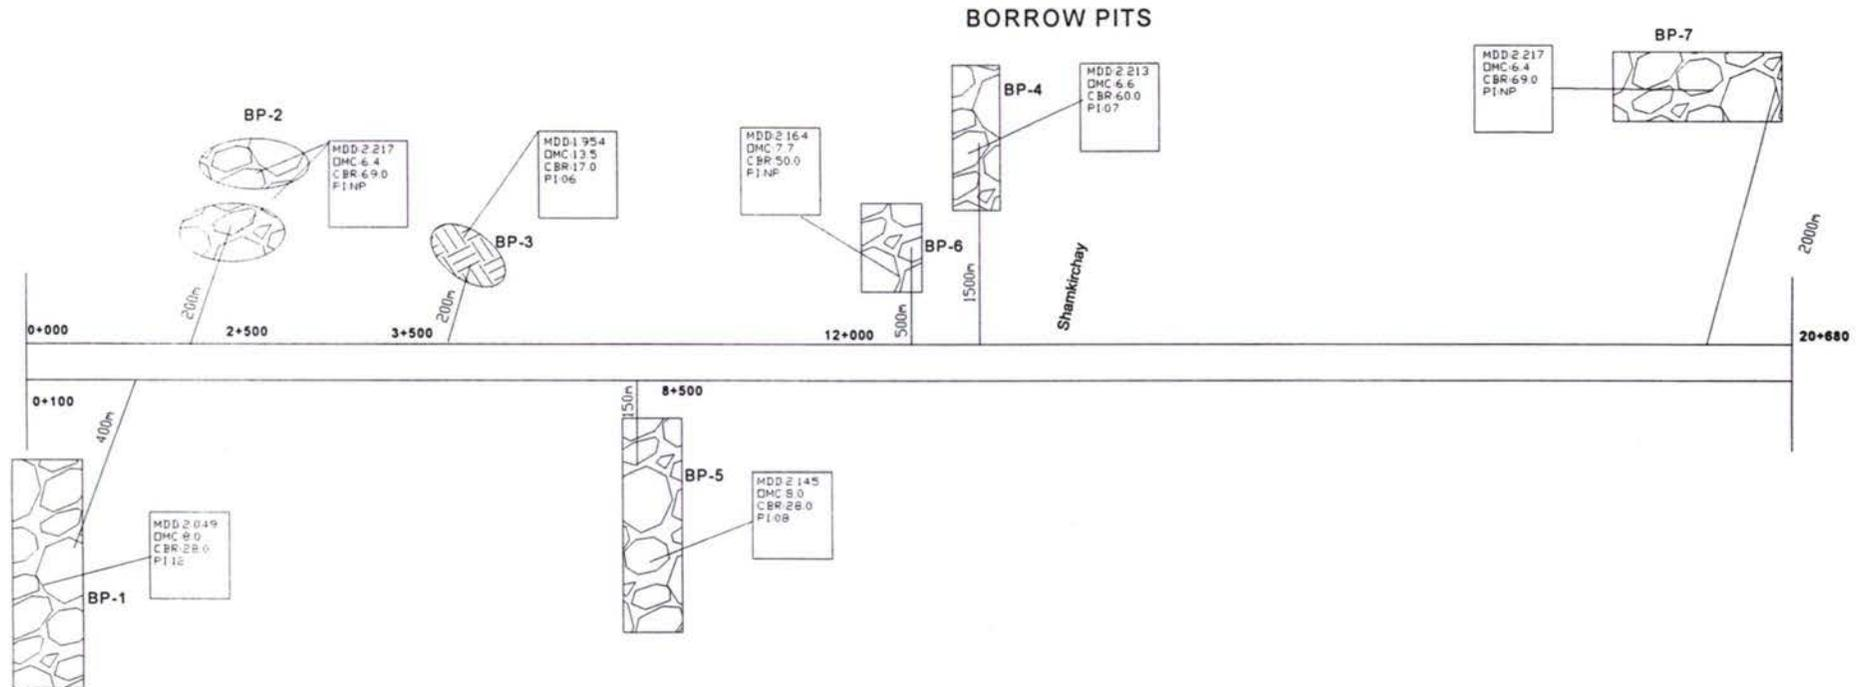 BORROW PITS
BP-7
MDD:2.217
OMC:6.4
CBR:69.0
PI:NP
BP-4
MDD:2.213
OMC:6.6
CBR:60.0
PI:07
BP-2
MDD:2.217
OMC:6.4
CBR:69.0
PI:NP
MDD:1.954
OMC:13.5
CBR:17.0
PI:06
BP-3
MDD:2.164
OMC:7.7
CBR:50.0
PI:NP
BP-6
Shamkirchay
2000m
200m
200m
500m
1500m
0+000
2+500
3+500
12+000
20+680
0+100
400m
150m
8+500
BP-5
MDD:2.145
OMC:8.0
CBR:28.0
PI:08
MDD:2.049
OMC:8.0
CBR:28.0
PI:12
BP-1